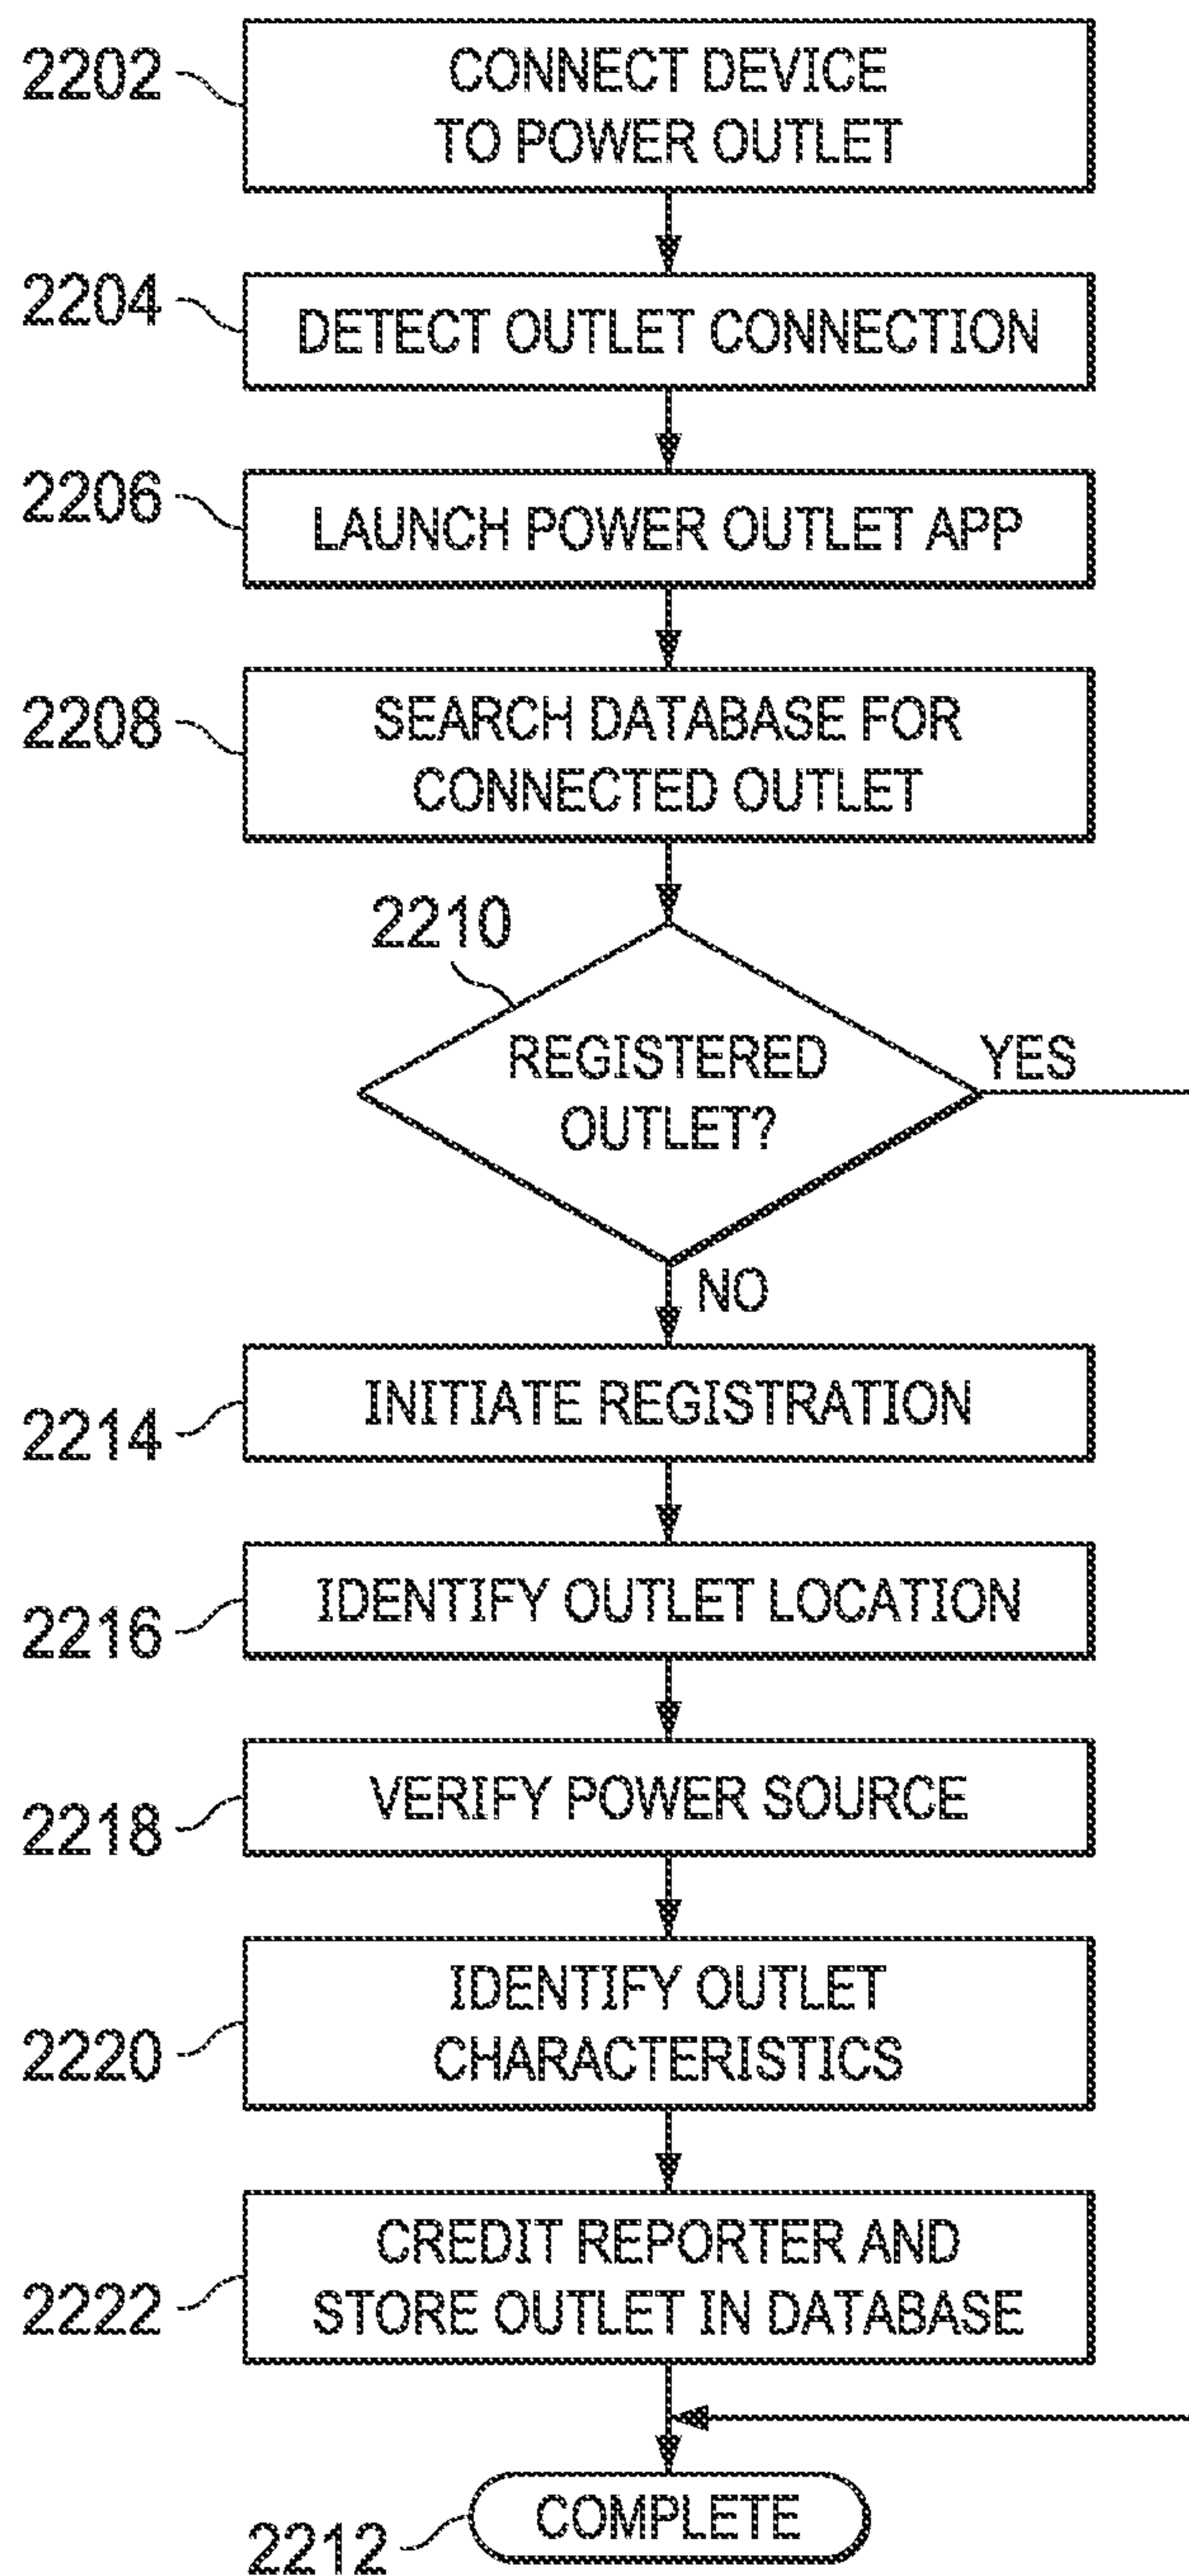 2202
CONNECT DEVICE
TO POWER OUTLET
2204
DETECT OUTLET CONNECTION
2206
LAUNCH POWER OUTLET APP
2208
SEARCH DATABASE FOR
CONNECTED OUTLET
2210
REGISTERED
OUTLET?
YES
NO
2214
INITIATE REGISTRATION
2216
IDENTIFY OUTLET LOCATION
2218
VERIFY POWER SOURCE
2220
IDENTIFY OUTLET
CHARACTERISTICS
2222
CREDIT REPORTER AND
STORE OUTLET IN DATABASE
2212
COMPLETE